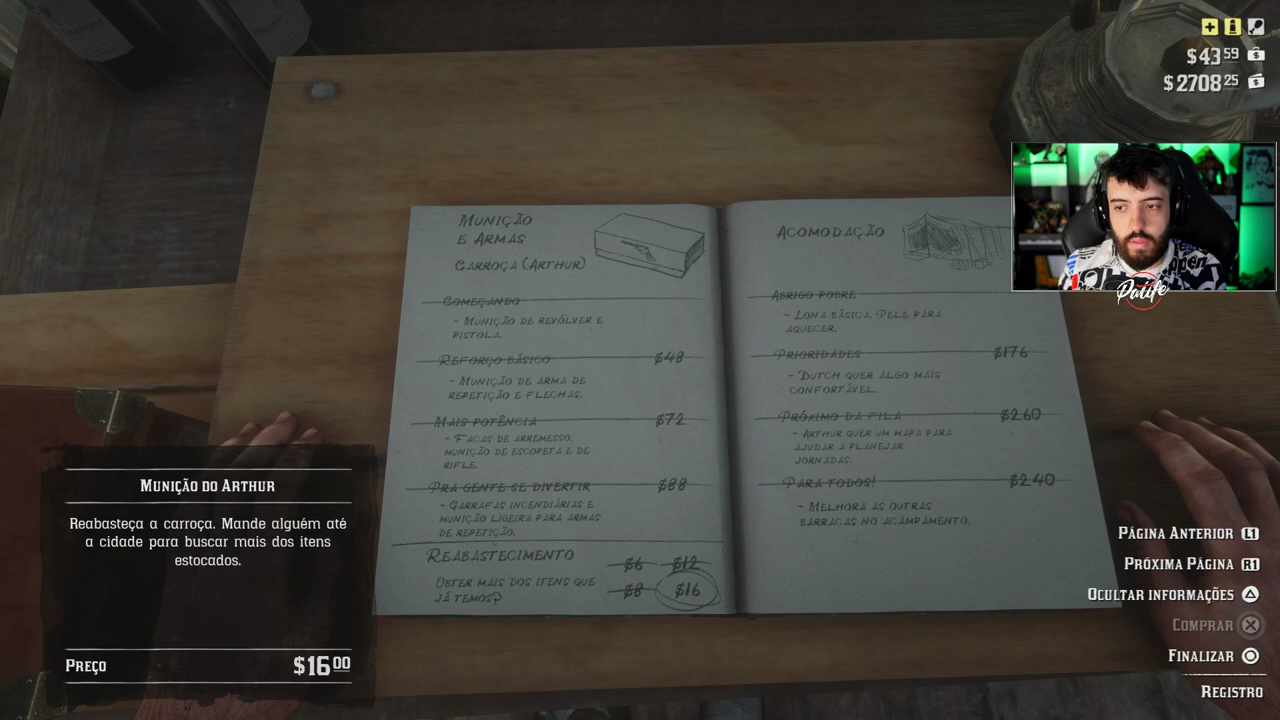 $43 59
$2708 25
Patife
MUNIÇÃO
E ARMAS
CARROÇA (ARTHUR)
COMEÇANDO
- MUNIÇÃO DE REVÓLVER E
PISTOLA.
REFORÇO BÁSICO $48
- MUNIÇÃO DE ARMA DE
REPETIÇÃO E FLECHAS.
MAIS POTÊNCIA $72
- FACAS DE ARREMESSO,
MUNIÇÃO DE ESCOPETA E DE
RIFLE.
PRA GENTE SE DIVERTIR $88
- GARRAFAS INCENDIÁRIAS E
MUNIÇÃO LIGEIRA PARA ARMAS
DE REPETIÇÃO.
REABASTECIMENTO $6 $12
OBTER MAIS DOS ITENS QUE
JÁ TEMOS? $8 $16
ACOMODAÇÃO
ABRIGO POBRE
- LONA BÁSICA, PELE PARA
AQUECER.
PRIORIDADES $176
- DUTCH QUER ALGO MAIS
CONFORTÁVEL.
PRÓXIMO DA FILA $260
- ARTHUR QUER UM MAPA PARA
AJUDAR A PLANEJAR
JORNADAS.
PARA TODOS! $240
- MELHORA AS OUTRAS
BARRACAS NO ACAMPAMENTO.
MUNIÇÃO DO ARTHUR
Reabasteça a carroça. Mande alguém até
a cidade para buscar mais dos itens
estocados.
PREÇO $16 00
PÁGINA ANTERIOR L1
PRÓXIMA PÁGINA R1
OCULTAR INFORMAÇÕES
COMPRAR
FINALIZAR
REGISTRO